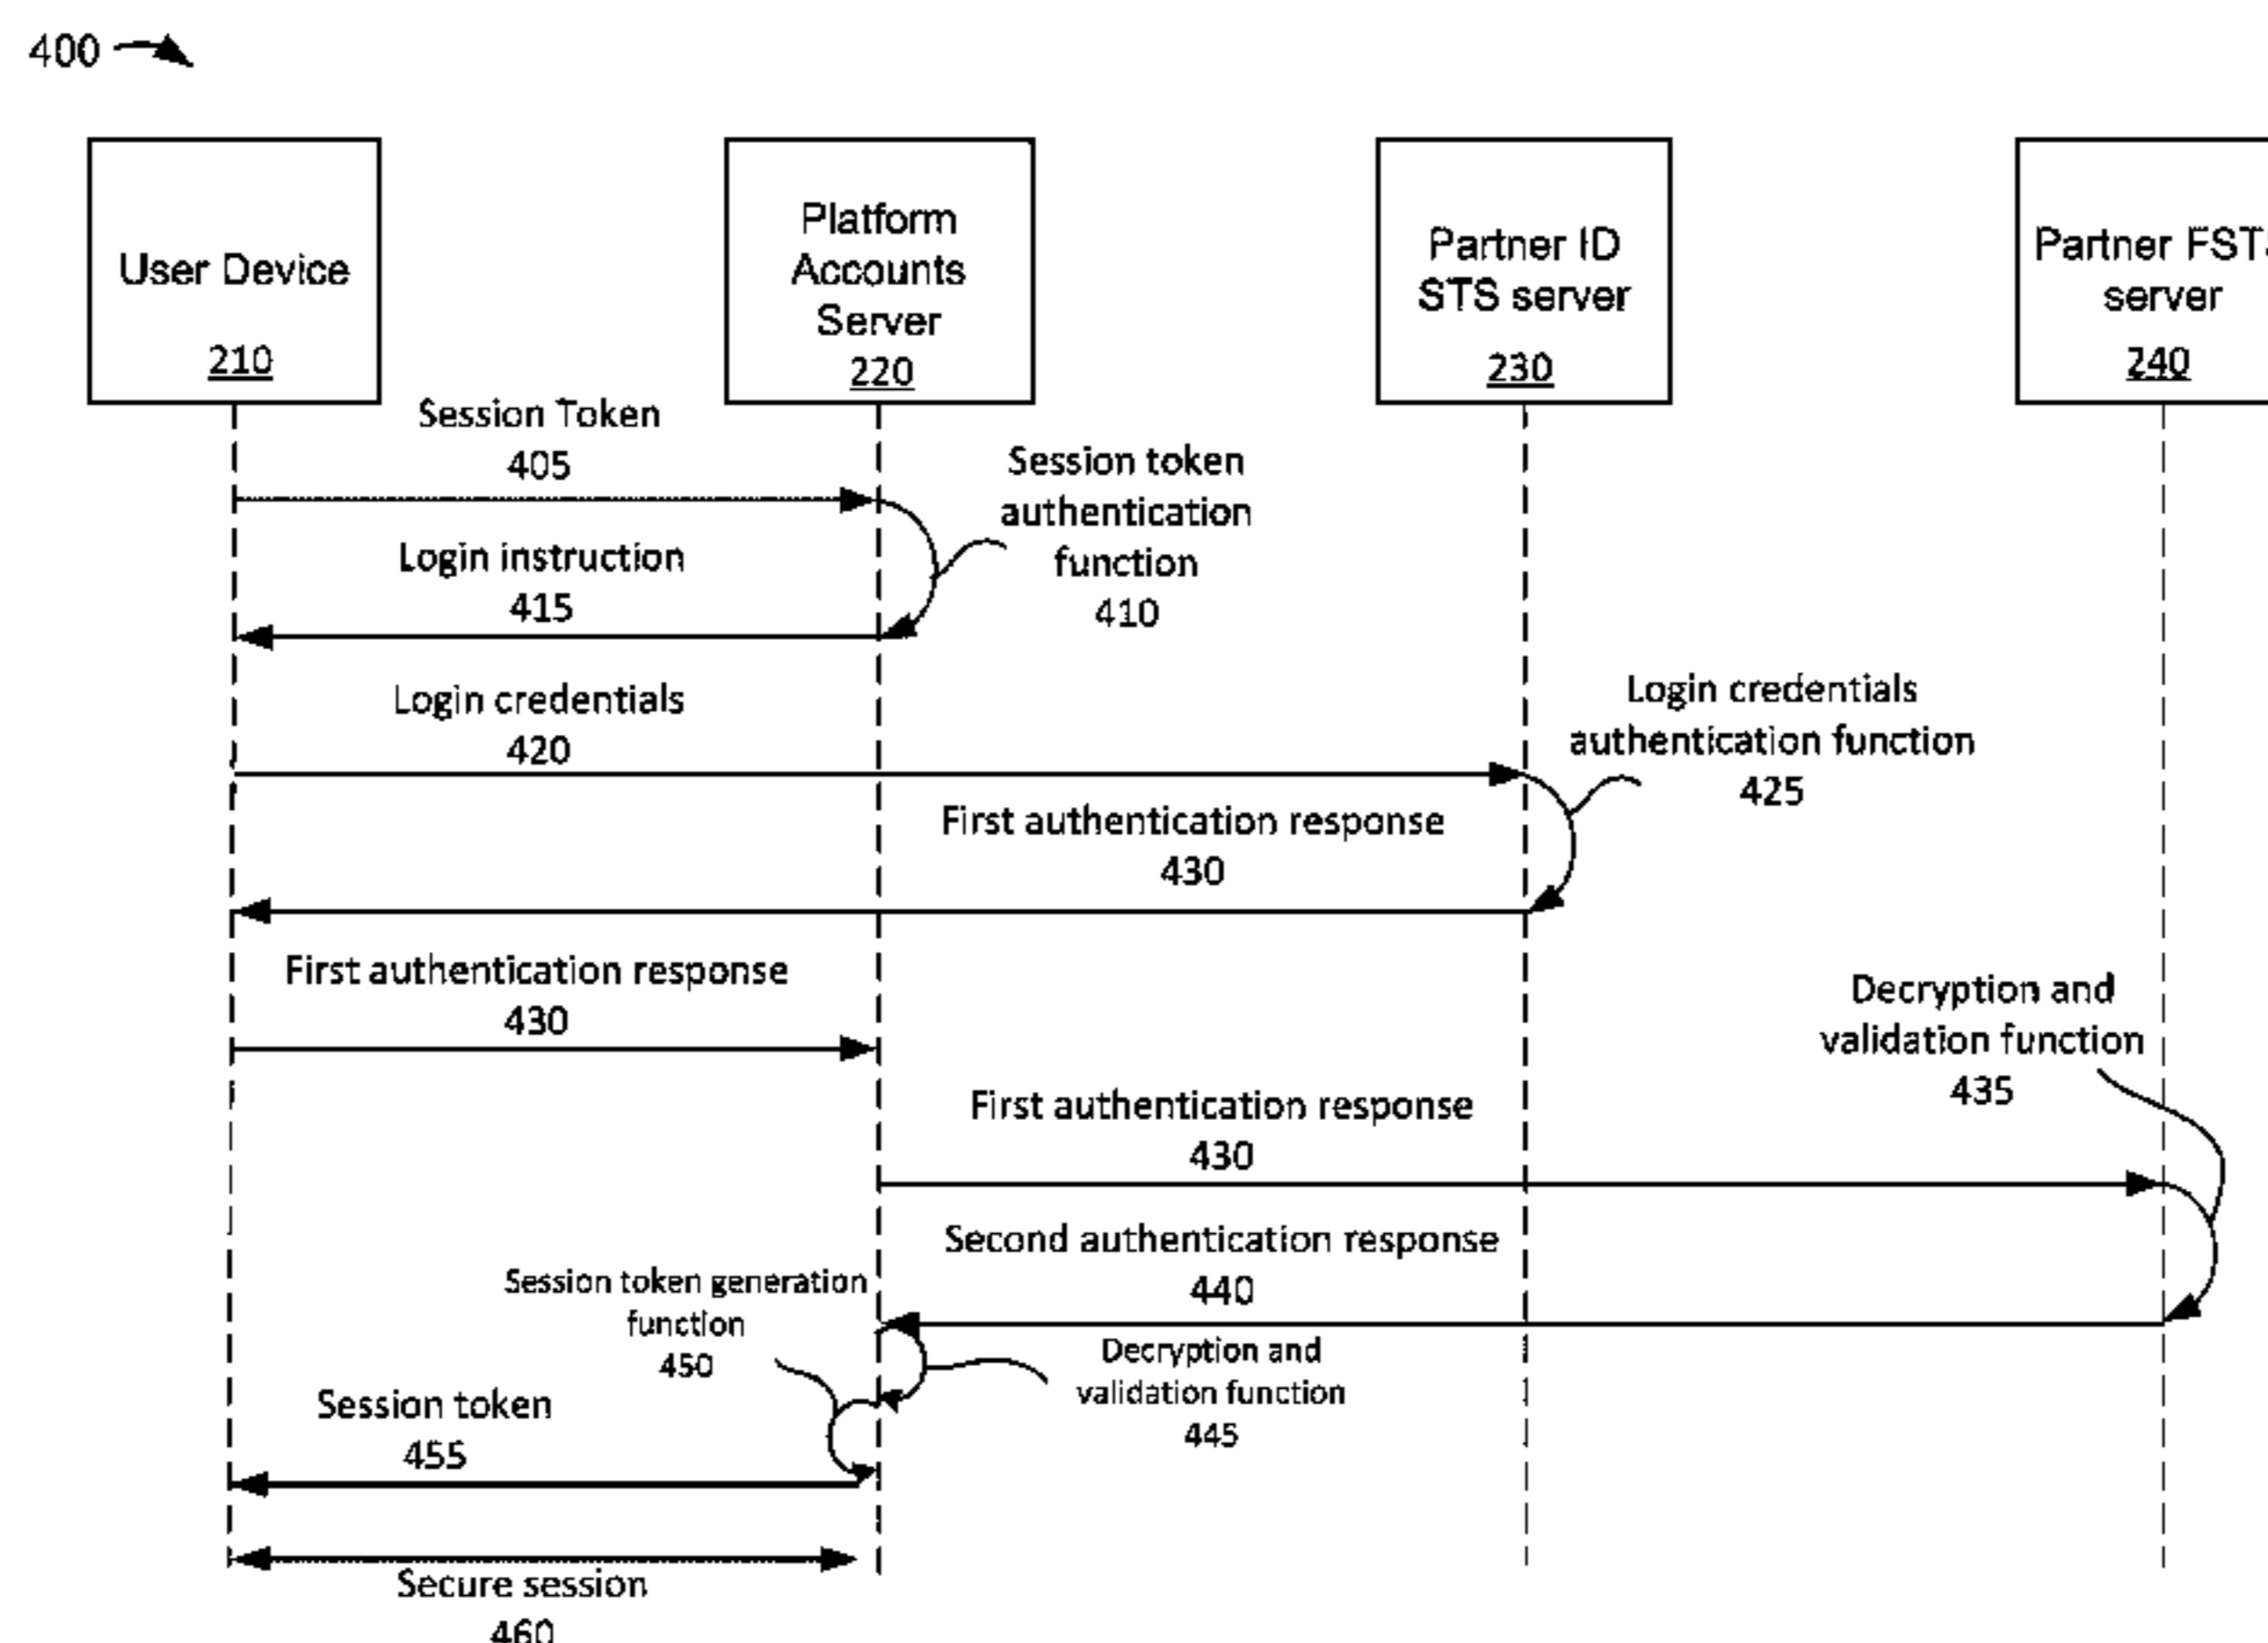 400
User Device
210
Platform
Accounts
Server
220
Partner ID
STS server
230
Partner
server
240
Session Token
405
Session token
authentication
function
410
Login instruction
415
Login credentials
420
Login credentials
authentication function
425
First authentication response
430
First authentication response
430
Decryption and
validation function
435
First authentication response
430
Second authentication response
440
Session token generation
function
450
Decryption and
validation function
445
Session token
455
Secure session
460